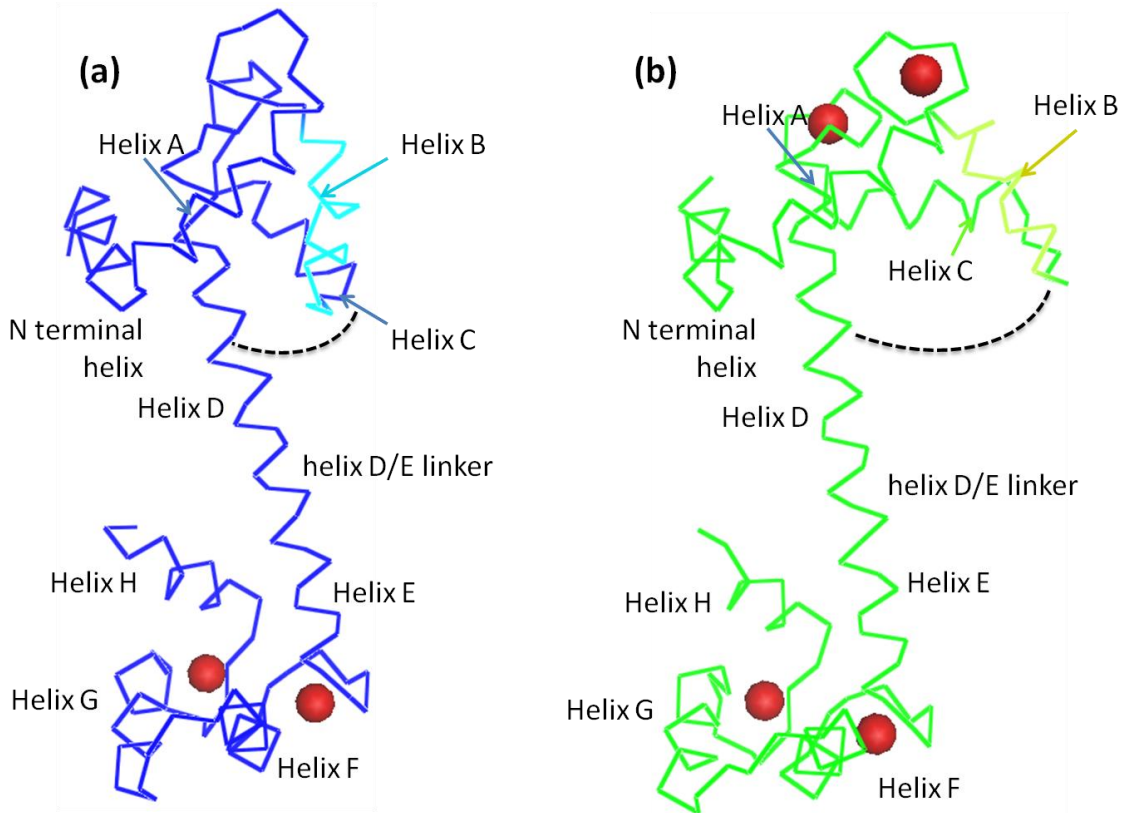 (a)
Helix A
Helix B
N terminal
helix
Helix C
Helix D
helix D/E linker
Helix H
Helix E
Helix G
Helix F
(b)
Helix A
Helix B
Helix C
N terminal
helix
Helix D
helix D/E linker
Helix H
Helix E
Helix G
Helix F